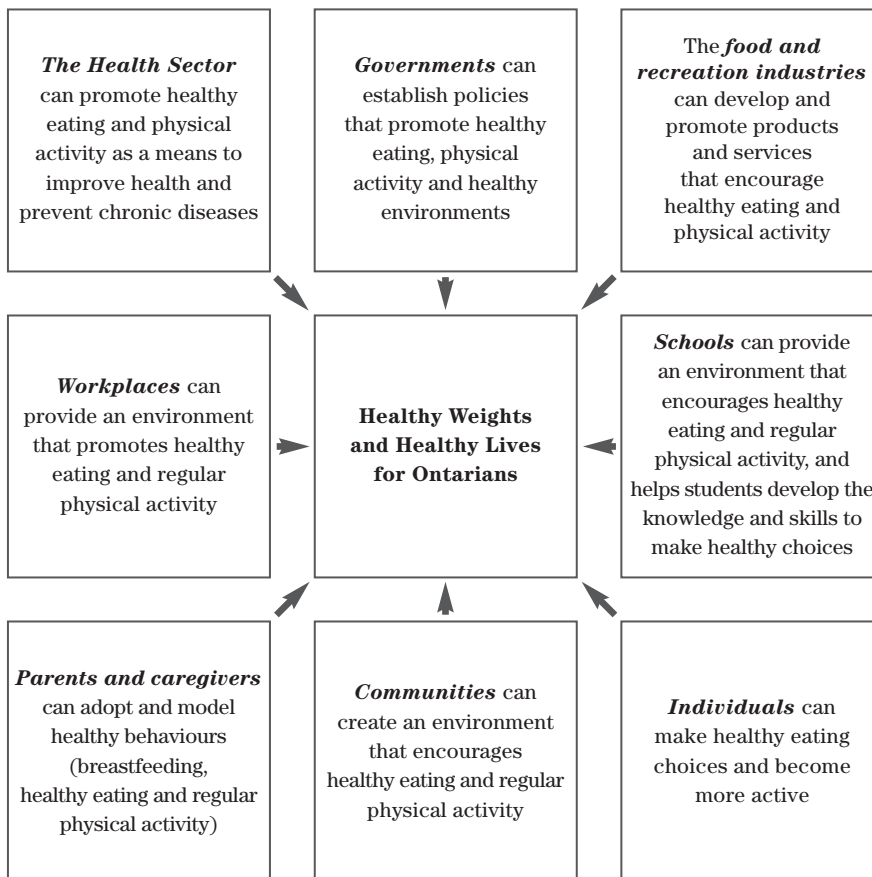 The Health Sector
can promote healthy
eating and physical
activity as a means to
improve health and
prevent chronic diseases
Governments can
establish policies
that promote healthy
eating, physical
activity and healthy
environments
The food and
recreation industries
can develop and
promote products
and services
that encourage
healthy eating and
physical activity
Workplaces can
provide an environment
that promotes healthy
eating and regular
physical activity
Healthy Weights
and Healthy Lives
for Ontarians
Schools can provide
an environment that
encourages healthy
eating and regular
physical activity, and
helps students develop the
knowledge and skills to
make healthy choices
Parents and caregivers
can adopt and model
healthy behaviours
(breastfeeding,
healthy eating and regular
physical activity)
Communities can
create an environment
that encourages
healthy eating and regular
physical activity
Individuals can
make healthy eating
choices and become
more active